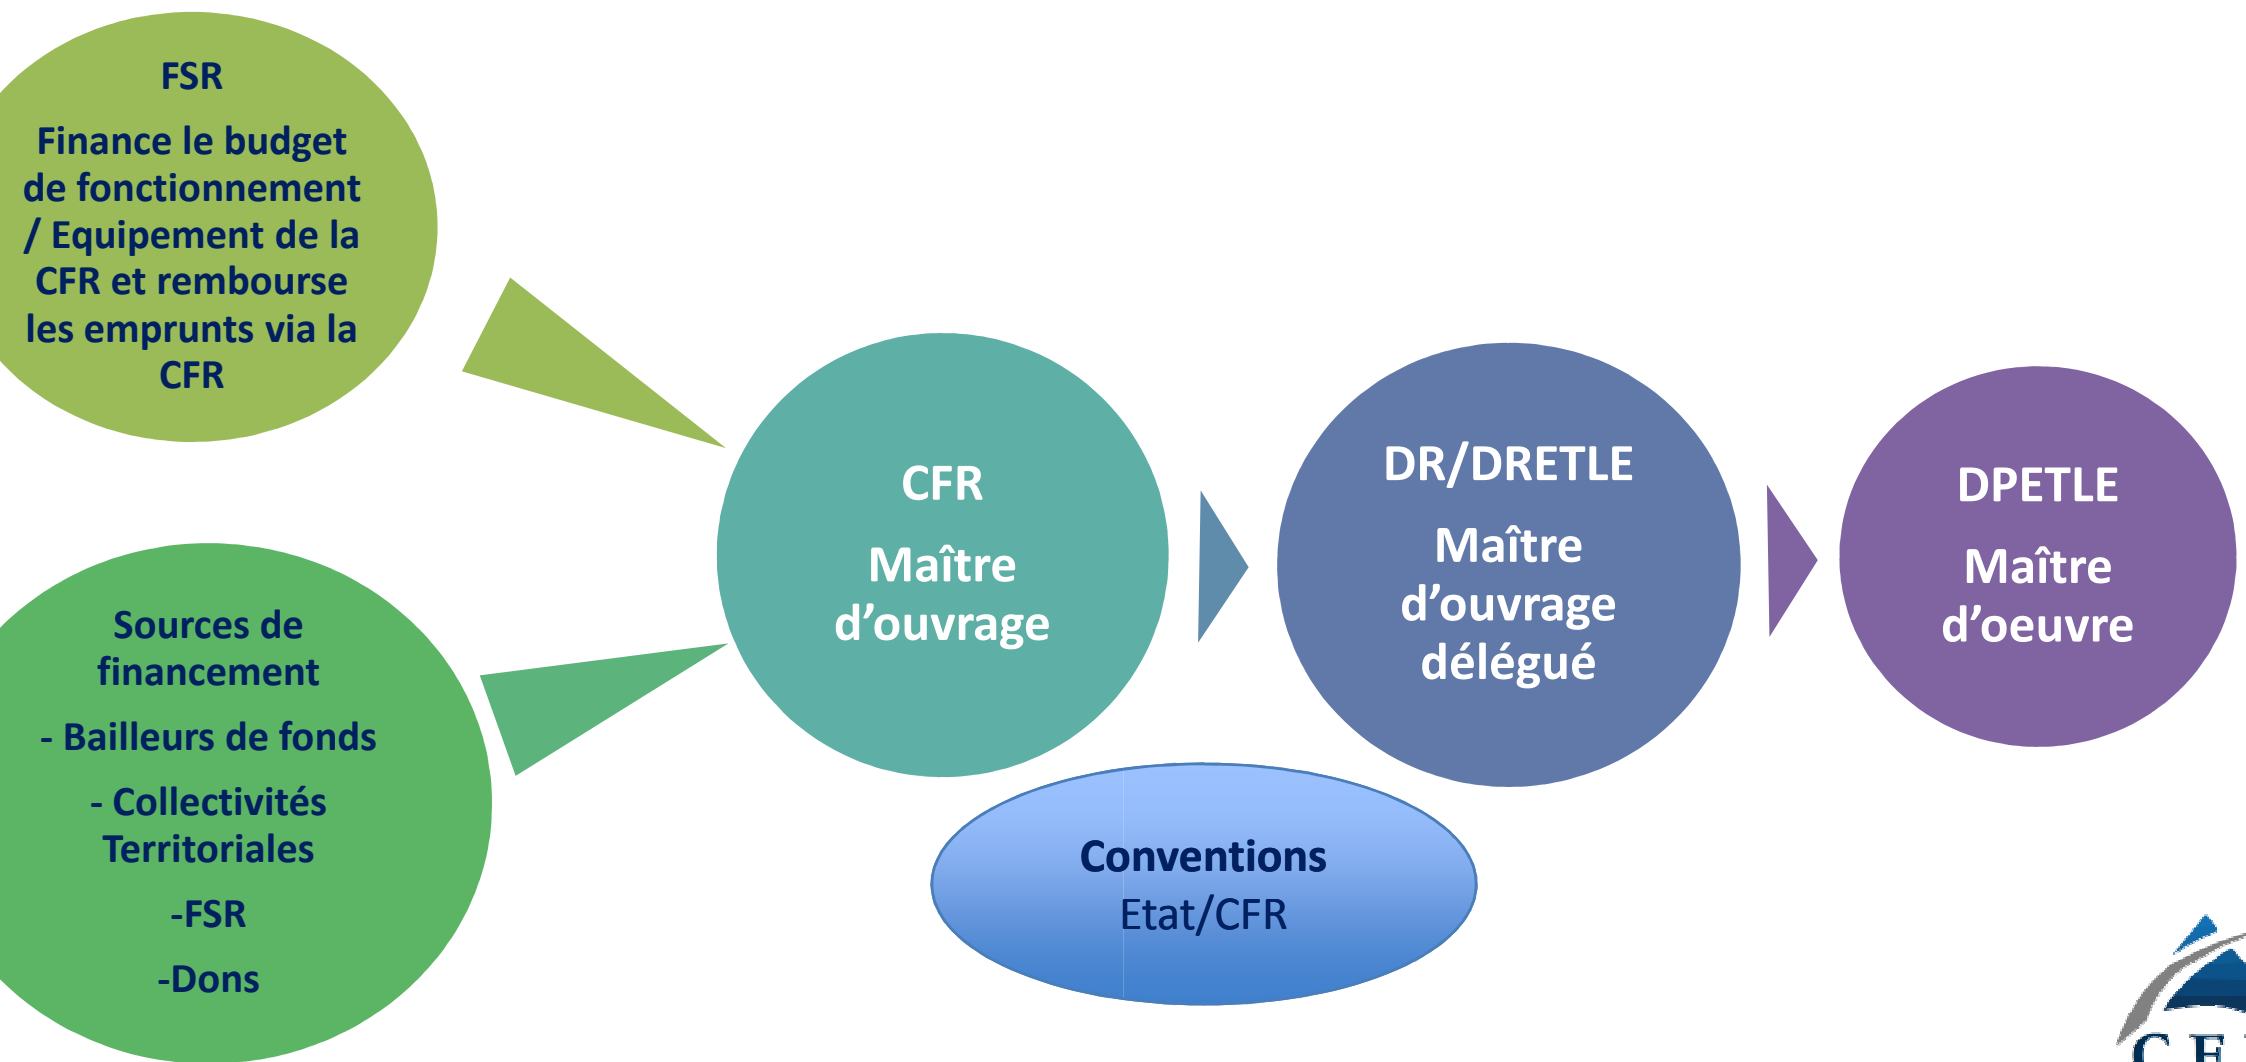 FSR
Finance le budget
de fonctionnement
/ Equipement de la
CFR et rembourse
les emprunts via la
CFR
Sources de
financement
- Bailleurs de fonds
- Collectivités
Territoriales
-FSR
-Dons
CFR
Maître
d’ouvrage
DR/DRETLE
Maître
d’ouvrage
délégué
DPETLE
Maître
d’oeuvre
Conventions
Etat/CFR